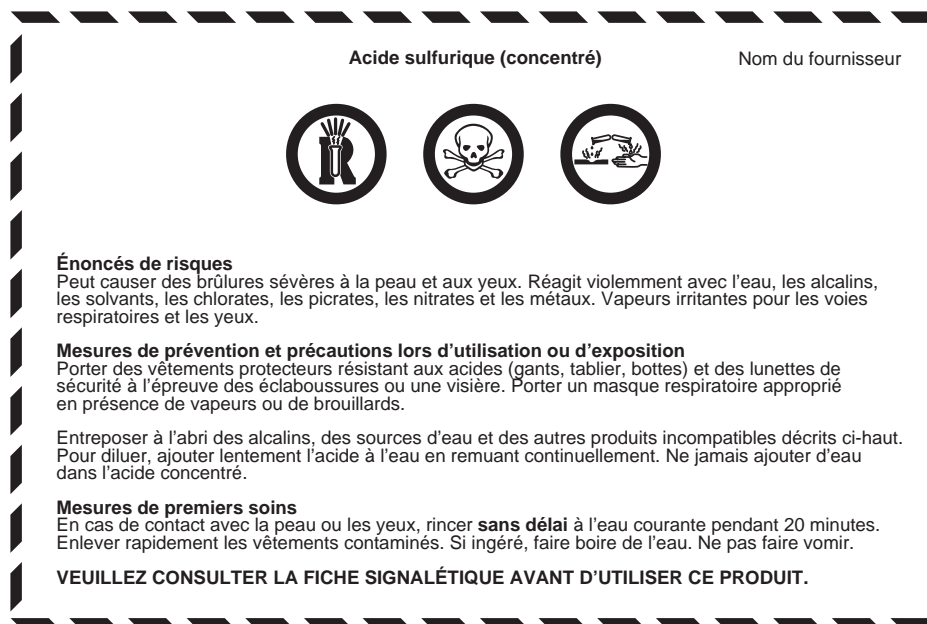 Acide sulfurique (concentré)
Nom du fournisseur
R
Énoncés de risques
Peut causer des brûlures sévères à la peau et aux yeux. Réagit violemment avec l’eau, les alcalins,
les solvants, les chlorates, les picrates, les nitrates et les métaux. Vapeurs irritantes pour les voies
respiratoires et les yeux.
Mesures de prévention et précautions lors d’utilisation ou d’exposition
Porter des vêtements protecteurs résistant aux acides (gants, tablier, bottes) et des lunettes de
sécurité à l’épreuve des éclaboussures ou une visière. Porter un masque respiratoire approprié
en présence de vapeurs ou de brouillards.
Entreposer à l’abri des alcalins, des sources d’eau et des autres produits incompatibles décrits ci-haut.
Pour diluer, ajouter lentement l’acide à l’eau en remuant continuellement. Ne jamais ajouter d’eau
dans l’acide concentré.
Mesures de premiers soins
En cas de contact avec la peau ou les yeux, rincer sans délai à l’eau courante pendant 20 minutes.
Enlever rapidement les vêtements contaminés. Si ingéré, faire boire de l’eau. Ne pas faire vomir.
VEUILLEZ CONSULTER LA FICHE SIGNALÉTIQUE AVANT D’UTILISER CE PRODUIT.